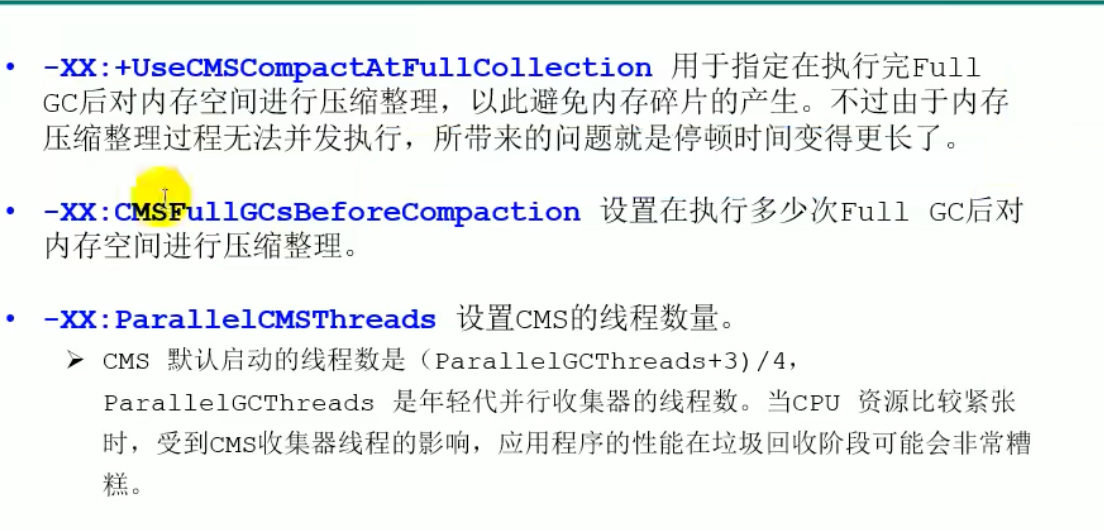 • -XX:+UseCMSCompactAtFullCollection 用于指定在执行完Full
GC后对内存空间进行压缩整理，以此避免内存碎片的产生。不过由于内存
压缩整理过程无法并发执行，所带来的问题就是停顿时间变得更长了。
• -XX:CMSFullGCsBeforeCompaction 设置在执行多少次Full GC后对
内存空间进行压缩整理。
• -XX:ParallelCMSThreads 设置CMS的线程数量。
➢ CMS 默认启动的线程数是（ParallelGCThreads+3)/4，
ParallelGCThreads 是年轻代并行收集器的线程数。当CPU 资源比较紧张
时，受到CMS收集器线程的影响，应用程序的性能在垃圾回收阶段可能会非常糟
糕。